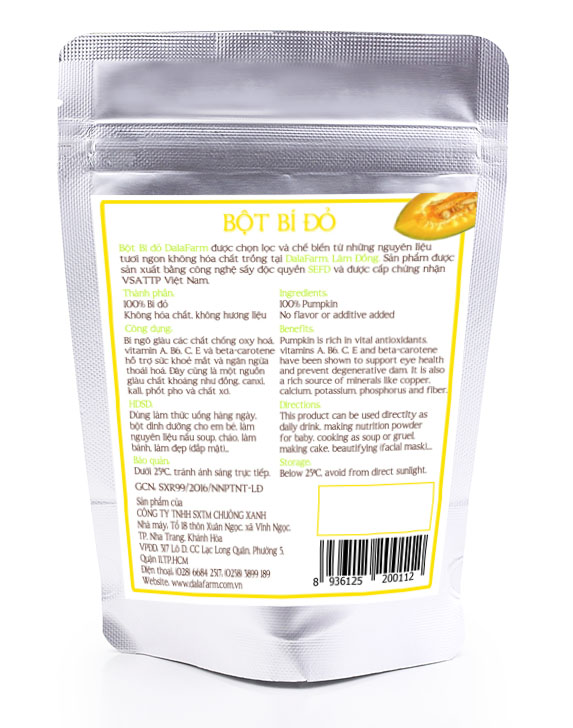 BỘT BÍ ĐỎ
Bột Bí đỏ DalaFarm được chọn lọc và chế biến từ những nguyên liệu
tươi ngon không hóa chất trồng tại DalaFarm, Lâm Đồng. Sản phẩm được
sản xuất bằng công nghệ sấy độc quyền SEFD và được cấp chứng nhận
VSATTP Việt Nam.
Thành phần.
100% Bí đỏ
Không hóa chất, không hương liệu
Công dụng.
Bí ngô giàu các chất chống oxy hoá,
vitamin A, B6, C, E và beta-carotene
hỗ trợ sức khoẻ mắt và ngăn ngừa
thoái hoá. Đây cũng là một nguồn
giàu chất khoáng như đồng, canxi,
kali, phốt pho và chất xơ.
HDSD.
Dùng làm thức uống hàng ngày,
bột dinh dưỡng cho em bé, làm
nguyên liệu nấu soup, cháo, làm
bánh, làm đẹp (đắp mặt)...
Bảo quản.
Dưới 25ºC, tránh ánh sáng trực tiếp.
Ingredients.
100% Pumpkin
No flavor or additive added
Benefits.
Pumpkin is rich in vital antioxidants,
vitamins A, B6, C, E and beta-carotene
have been shown to support eye health
and prevent degenerative dam. It is also
a rich source of minerals like copper,
calcium, potassium, phosphorus and fiber.
Directions.
This product can be used directity as
daily drink, making nutrition powder
for baby, cooking as soup or gruel,
making cake, beautifying (facial mask)...
Storage.
Below 25ºC, avoid from direct sunlight.
GCN: SXR99/2016/NNPTNT-LĐ
Sản phẩm của
CÔNG TY TNHH SXTM CHUÔNG XANH
Nhà máy. Tổ 18 thôn Xuân Ngọc, xã Vĩnh Ngọc,
TP. Nha Trang, Khánh Hòa
VPĐD. 317 Lô D, CC Lạc Long Quân, Phường 5,
Quận 11,TP.HCM
Điện thoại. (028) 6684 2517, (0258) 3899 189
Website. www.dalafarm.com.vn
8 936125 200112